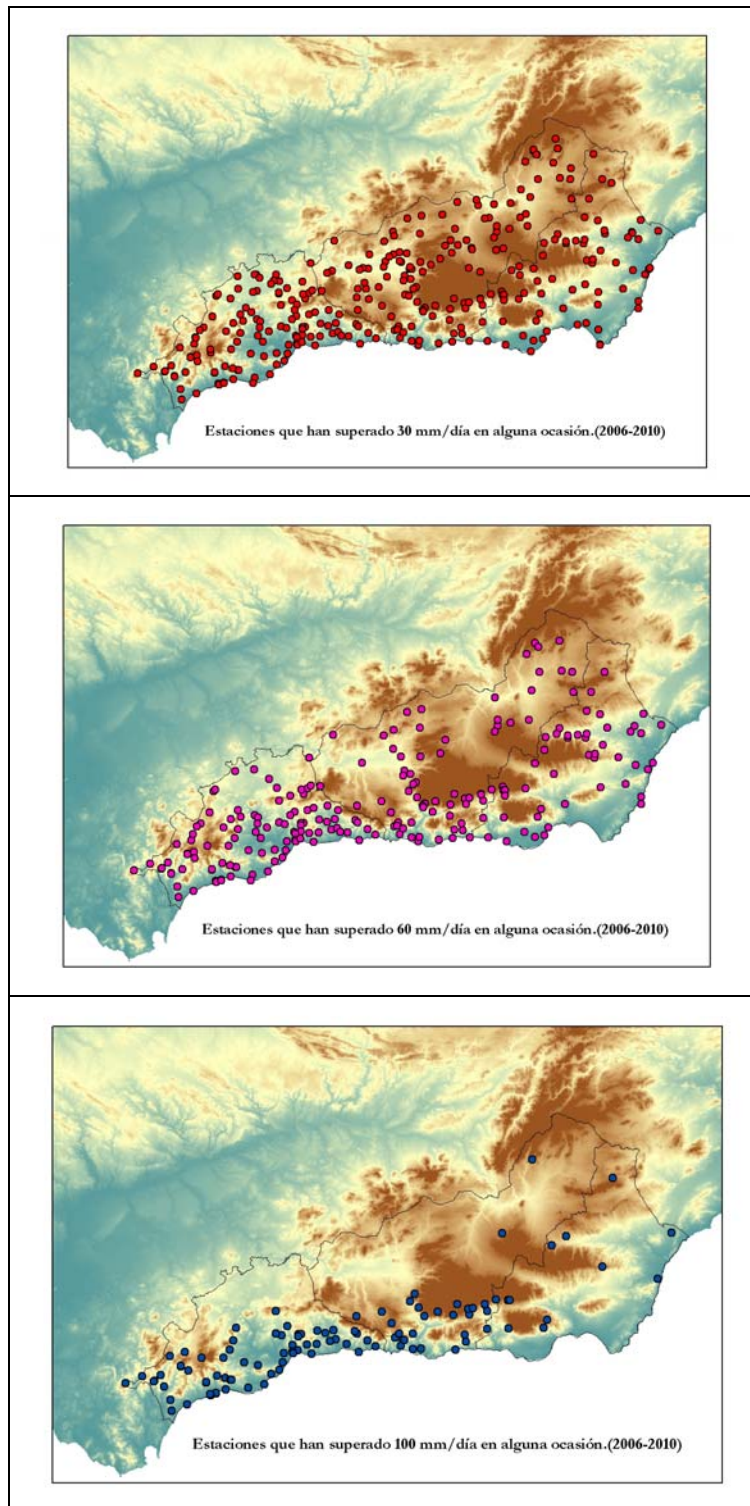 Estaciones que han superado 30 mm/día en alguna ocasión.(2006-2010)
Estaciones que han superado 60 mm/día en alguna ocasión.(2006-2010)
Estaciones que han superado 100 mm/día en alguna ocasión.(2006-2010)